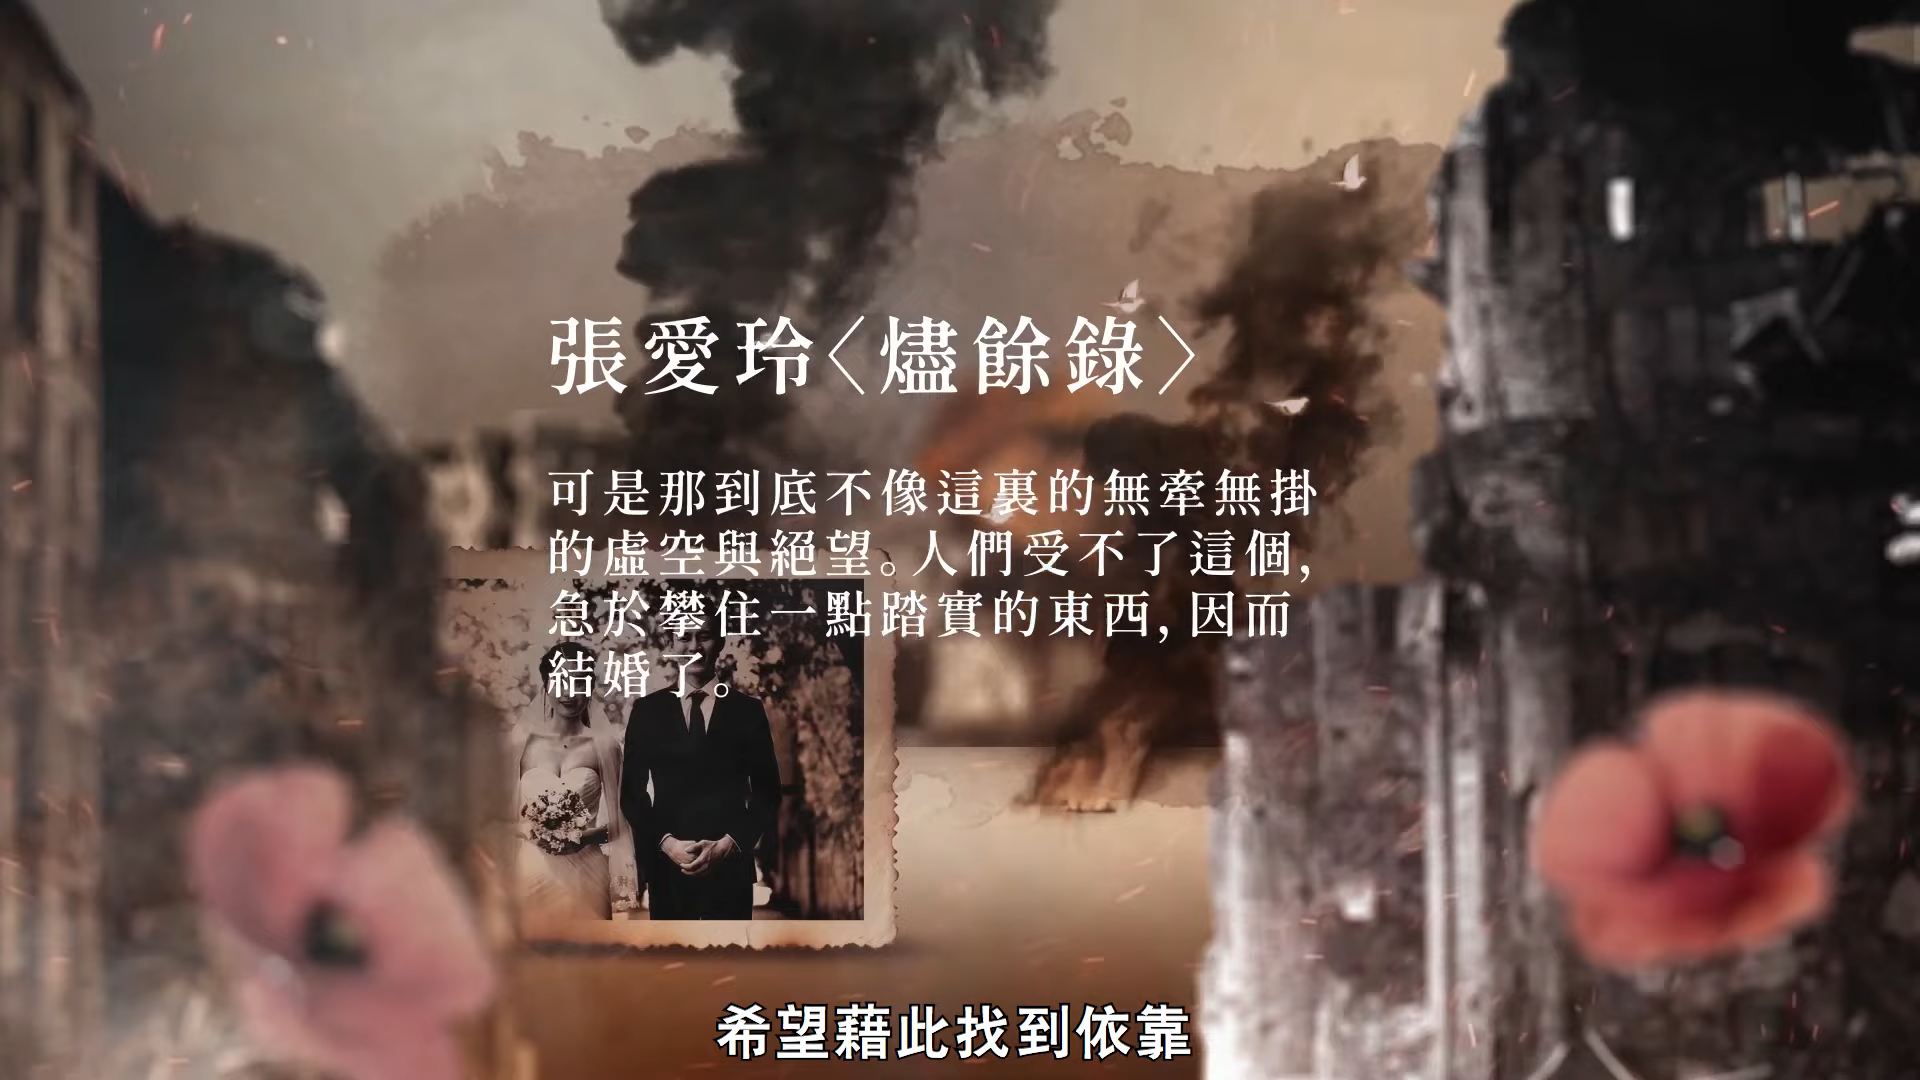 張愛玲〈燼餘錄〉
可是那到底不像這裏的無牽無掛
的虛空與絕望。人們受不了這個,
急於攀住一點踏實的東西,因而
結婚了。
希望藉此找到依靠